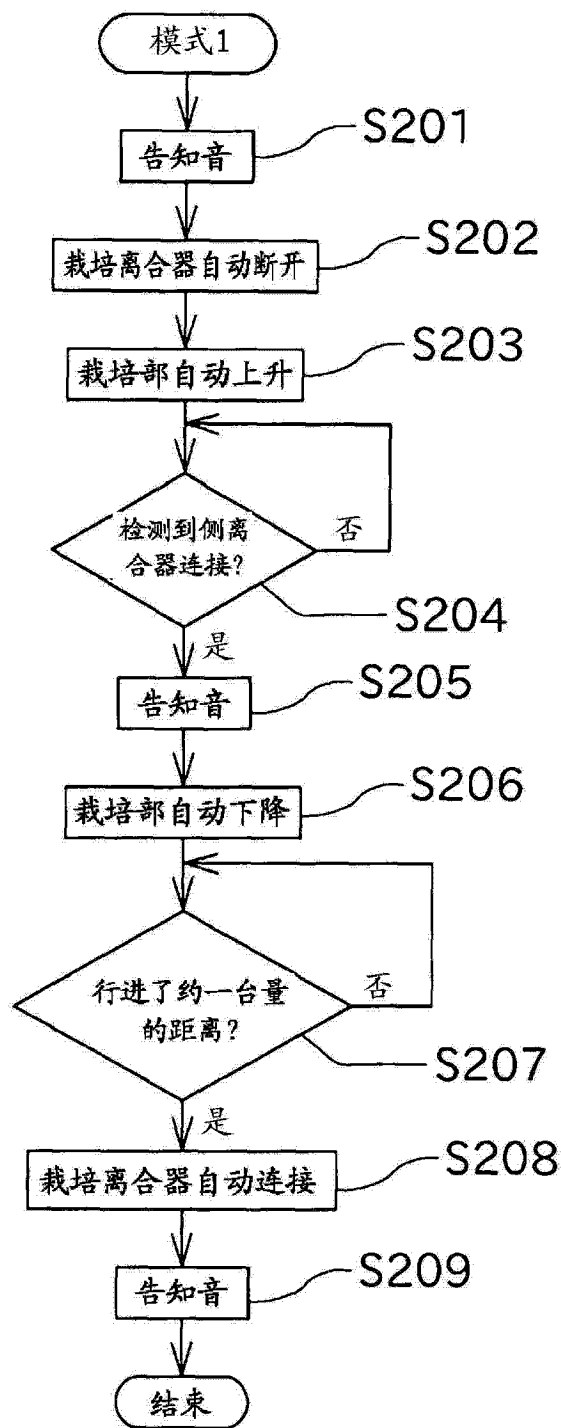 模式1
告知音
S201
栽培离合器自动断开
S202
栽培部自动上升
S203
检测到侧离
合器连接?
否
S204
是
告知音
S205
栽培部自动下降
S206
行进了约一台量
的距离?
否
S207
是
栽培离合器自动连接
S208
告知音
S209
结束